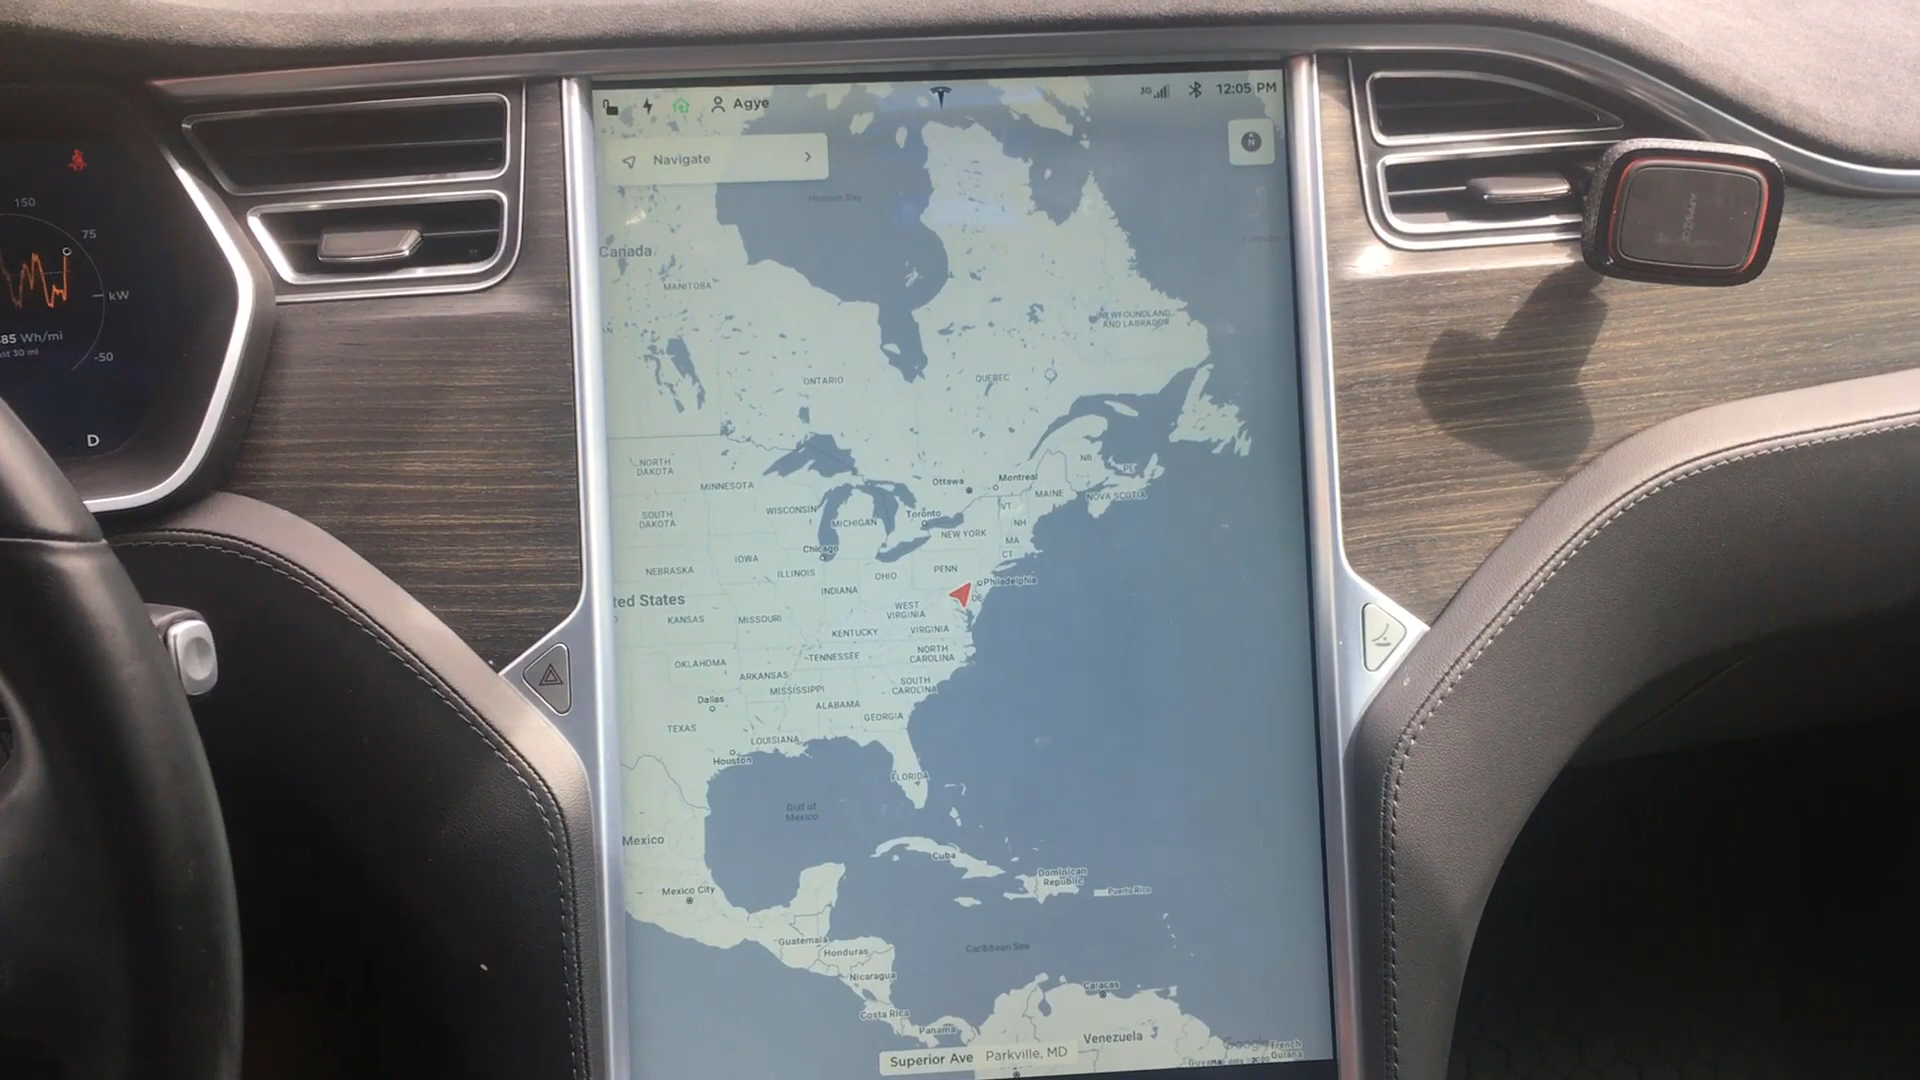 Agye
3G
12:05 PM
Navigate
N
150
75
kW
85 Wh/mi
-50
D
Hudson Bay
Canada
MANITOBA
NEWFOUNDLAND
AND LABRADOR
ONTARIO
QUEBEC
NORTH
DAKOTA
MINNESOTA
Ottawa
Montreal
NB
PE
MAINE
NOVA SCOTIA
SOUTH
DAKOTA
WISCONSIN
MICHIGAN
Toronto
VT
NH
NEW YORK
MA
CT
Chicago
IOWA
NEBRASKA
ILLINOIS
OHIO
PENN
Philadelphia
INDIANA
DE
ted States
WEST
VIRGINIA
KANSAS
MISSOURI
KENTUCKY
VIRGINIA
OKLAHOMA
TENNESSEE
NORTH
CAROLINA
ARKANSAS
MISSISSIPPI
SOUTH
CAROLINA
Dallas
ALABAMA
GEORGIA
TEXAS
LOUISIANA
Houston
FLORIDA
Gulf of
Mexico
Mexico
Cuba
Mexico City
Dominican
Republic
Puerto Rico
Guatemala
Honduras
Caribbean Sea
Nicaragua
Caracas
Costa Rica
Panama
Venezuela
Google
French
Guiana
Superior Ave Parkville, MD